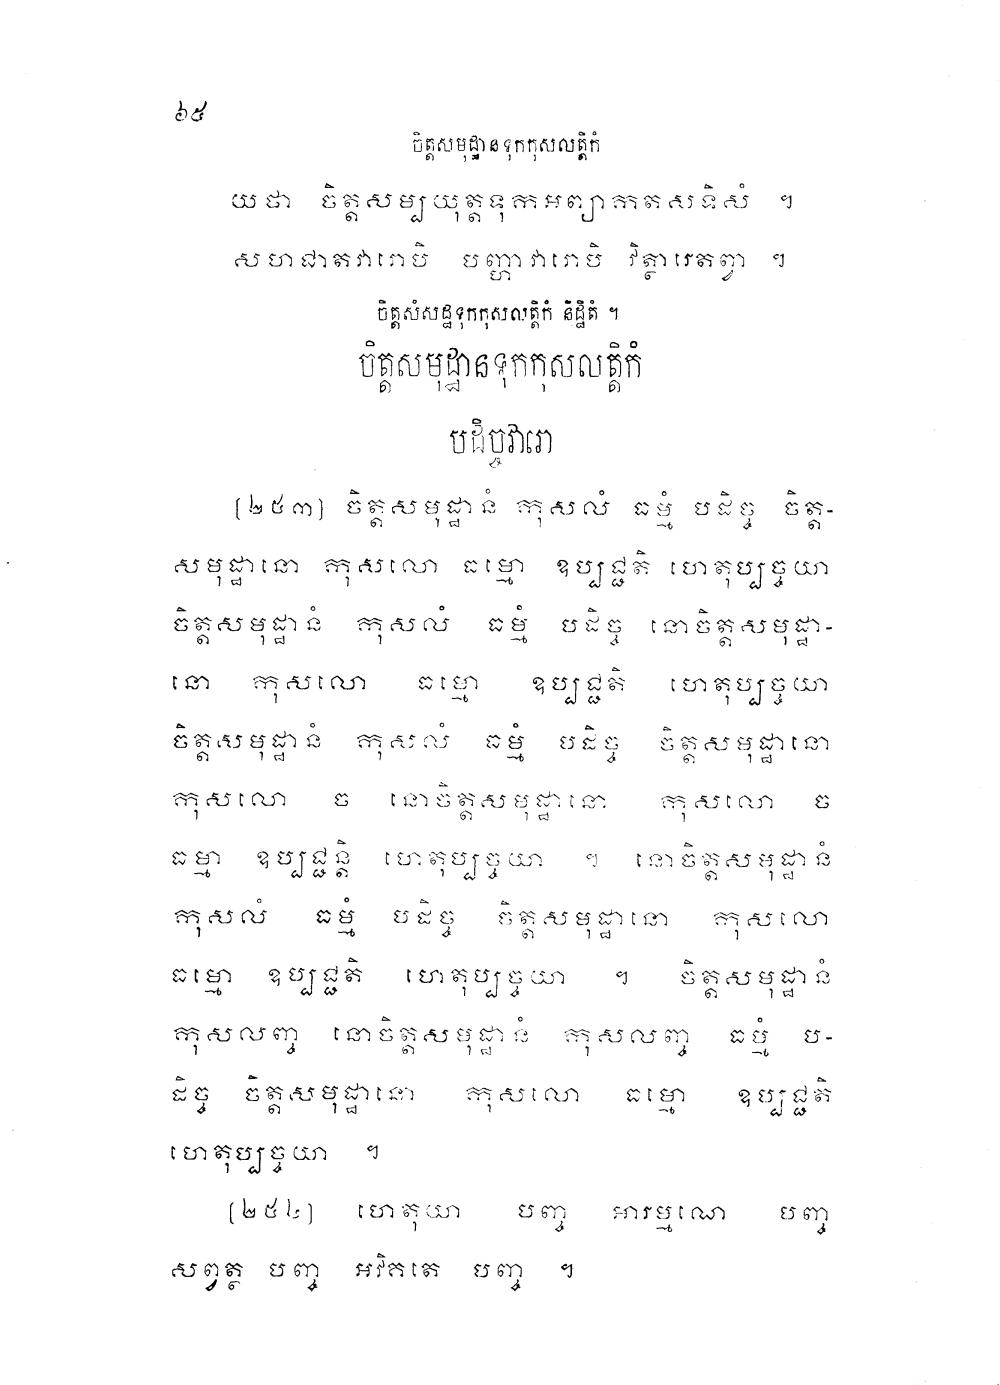 ៦៥
ចិត្តសមុដ្ឋានទុកកុសលត្តិកំ
យថា ចិត្តសម្បយុត្តទុកអព្យាកតសទិសំ ។
សហជាតវារោបិ បញ្ហាវារោបិ វិត្ថារេតព្វា ។
ចិត្តសំសដ្ឋទុកកុសលត្តិកំ និដ្ឋិតំ ។
ចិត្តសមុដ្ឋានទុកកុសលត្តិកំ
បដិច្ចវារោ
[២៥៣] ចិត្តសមុដ្ឋានំ កុសលំ ធម្មំ បដិច្ច ចិត្ត-
សមុដ្ឋានោ កុសលោ ធម្មោ ឧប្បជ្ជតិ ហេតុប្បច្ចយា
ចិត្តសមុដ្ឋានំ កុសលំ ធម្មំ បដិច្ច នោចិត្តសមុដ្ឋា-
នោ កុសលោ ធម្មោ ឧប្បជ្ជតិ ហេតុប្បច្ចយា
ចិត្តសមុដ្ឋានំ កុសលំ ធម្មំ បដិច្ច ចិត្តសមុដ្ឋានោ
កុសលោ ច នោចិត្តសមុដ្ឋានោ កុសលោ ច
ធម្មា ឧប្បជ្ជន្តិ ហេតុប្បច្ចយា ។ នោចិត្តសមុដ្ឋានំ
កុសលំ ធម្មំ បដិច្ច ចិត្តសមុដ្ឋានោ កុសលោ
ធម្មោ ឧប្បជ្ជតិ ហេតុប្បច្ចយា ។ ចិត្តសមុដ្ឋានំ
កុសលញ្ច នោចិត្តសមុដ្ឋានំ កុសលញ្ច ធម្មំ ប-
ដិច្ច ចិត្តសមុដ្ឋានោ កុសលោ ធម្មោ ឧប្បជ្ជតិ
ហេតុប្បច្ចយា ។
[២៥៤] ហេតុយា បញ្ច អារម្មណេ បញ្ច
សព្វត្ថ បញ្ច អវិកតេ បញ្ច ។